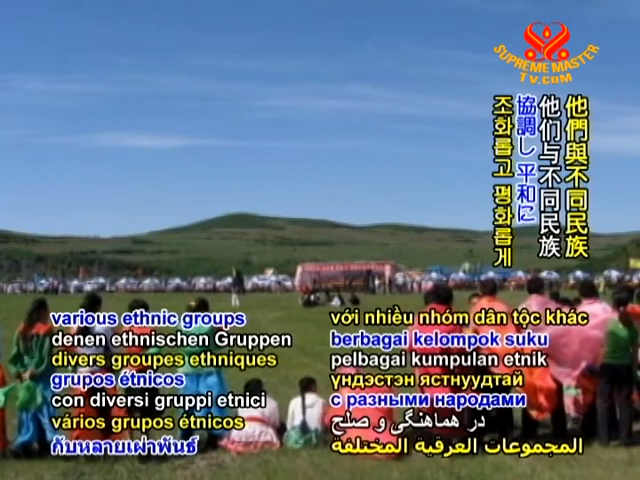 SUPREME MASTER
TV.COM
他們與不同民族
他们与不同民族
協調し 平和に
조화롭고 평화롭게
various ethnic groups
denen ethnischen Gruppen
divers groupes ethniques
grupos étnicos
con diversi gruppi etnici
vários grupos étnicos
กับหลายเผ่าพันธ์
với nhiều nhóm dân tộc khác
berbagai kelompok suku
pelbagai kumpulan etnik
үндэстэн ястнуудтай
с разными народами
در هماهنگی و صلح
المجموعات العرقية المختلفة